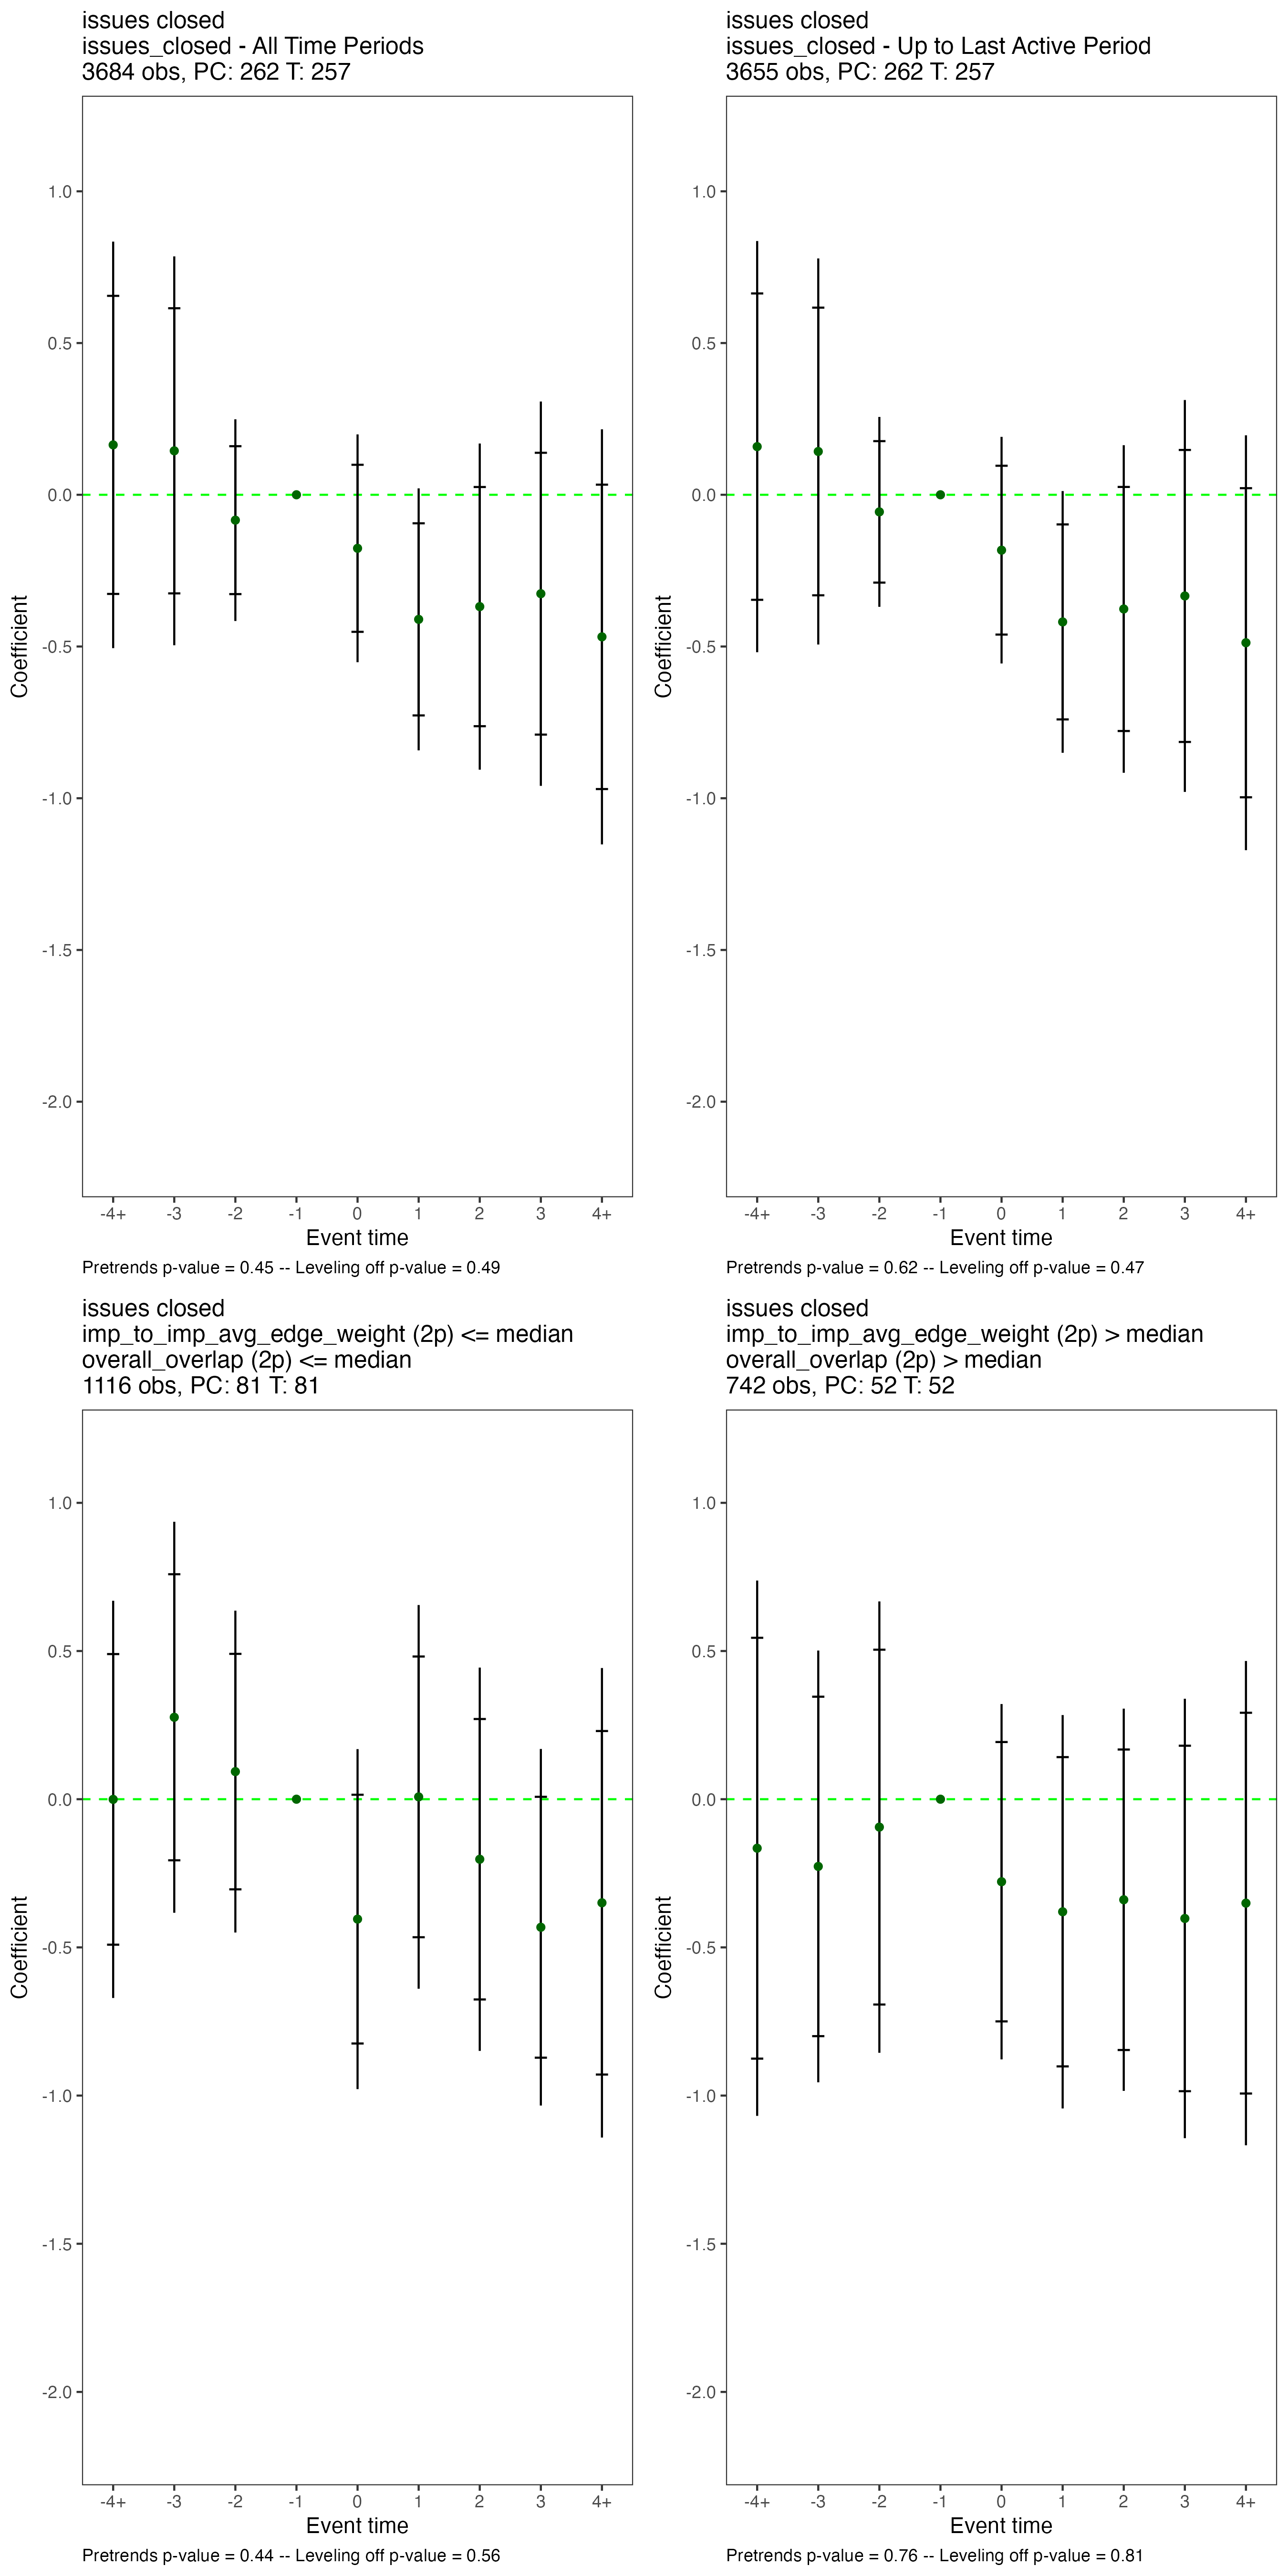 issues closed
issues_closed - All Time Periods
3684 obs, PC: 262 T: 257
1.0
0.5
0.0
-0.5
-1.0
-1.5
-2.0
Coefficient
-4+ -3 -2 -1 0 1 2 3 4+
Event time
Pretrends p-value = 0.45 -- Leveling off p-value = 0.49
issues closed
issues_closed - Up to Last Active Period
3655 obs, PC: 262 T: 257
1.0
0.5
0.0
-0.5
-1.0
-1.5
-2.0
Coefficient
-4+ -3 -2 -1 0 1 2 3 4+
Event time
Pretrends p-value = 0.62 -- Leveling off p-value = 0.47
issues closed
imp_to_imp_avg_edge_weight (2p) <= median
overall_overlap (2p) <= median
1116 obs, PC: 81 T: 81
1.0
0.5
0.0
-0.5
-1.0
-1.5
-2.0
Coefficient
-4+ -3 -2 -1 0 1 2 3 4+
Event time
Pretrends p-value = 0.44 -- Leveling off p-value = 0.56
issues closed
imp_to_imp_avg_edge_weight (2p) > median
overall_overlap (2p) > median
742 obs, PC: 52 T: 52
1.0
0.5
0.0
-0.5
-1.0
-1.5
-2.0
Coefficient
-4+ -3 -2 -1 0 1 2 3 4+
Event time
Pretrends p-value = 0.76 -- Leveling off p-value = 0.81